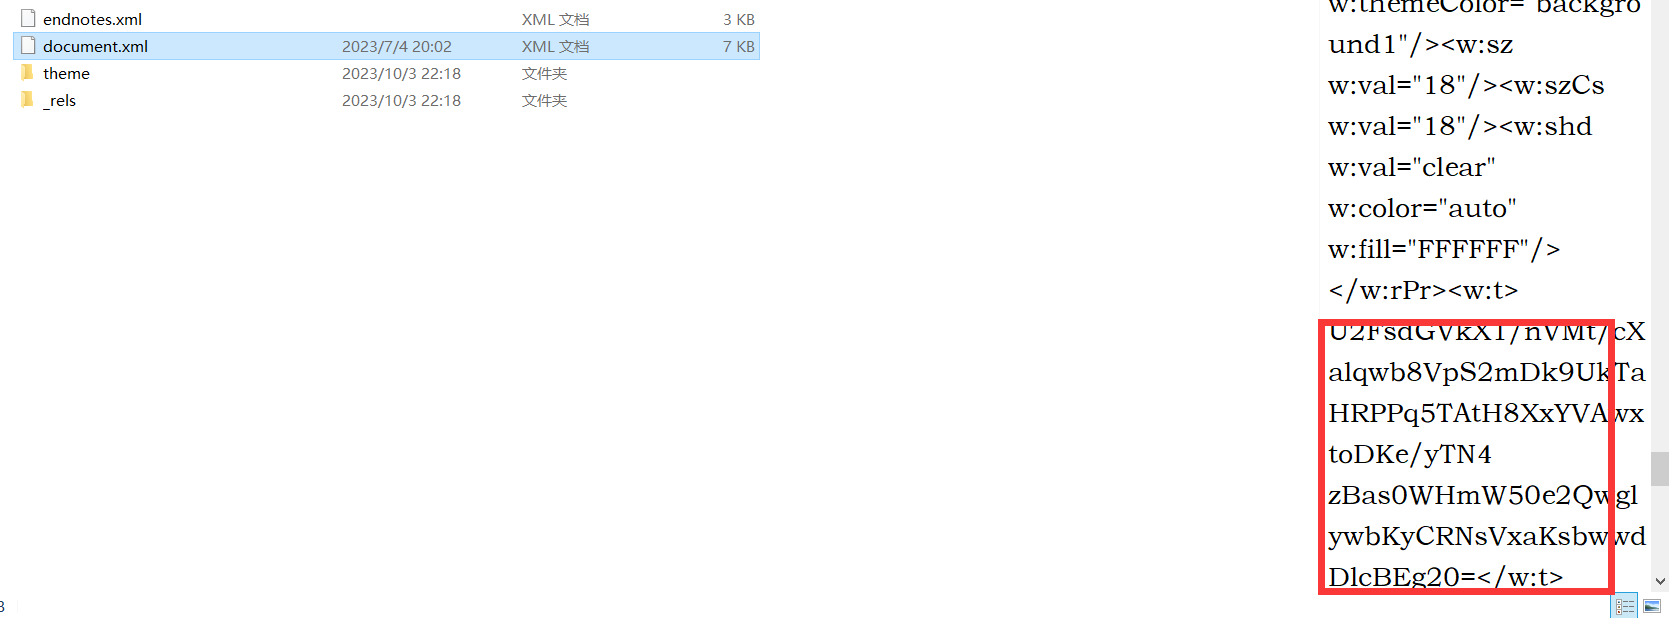 endnotes.xml XML 文档 3 KB
document.xml 2023/7/4 20:02 XML 文档 7 KB
theme 2023/10/3 22:18 文件夹
_rels 2023/10/3 22:18 文件夹
w:themeColor="backgro
und1"/><w:sz
w:val="18"/><w:szCs
w:val="18"/><w:shd
w:val="clear"
w:color="auto"
w:fill="FFFFFF"/>
</w:rPr><w:t>
U2FsdGVkX1/nVMt/cX
alqwb8VpS2mDk9UkTa
HRPPq5TAtH8XxYVAwx
toDKe/yTN4
zBas0WHmW50e2Qwgl
ywbKyCRNsVxaKsbwwd
DlcBEg20=</w:t>